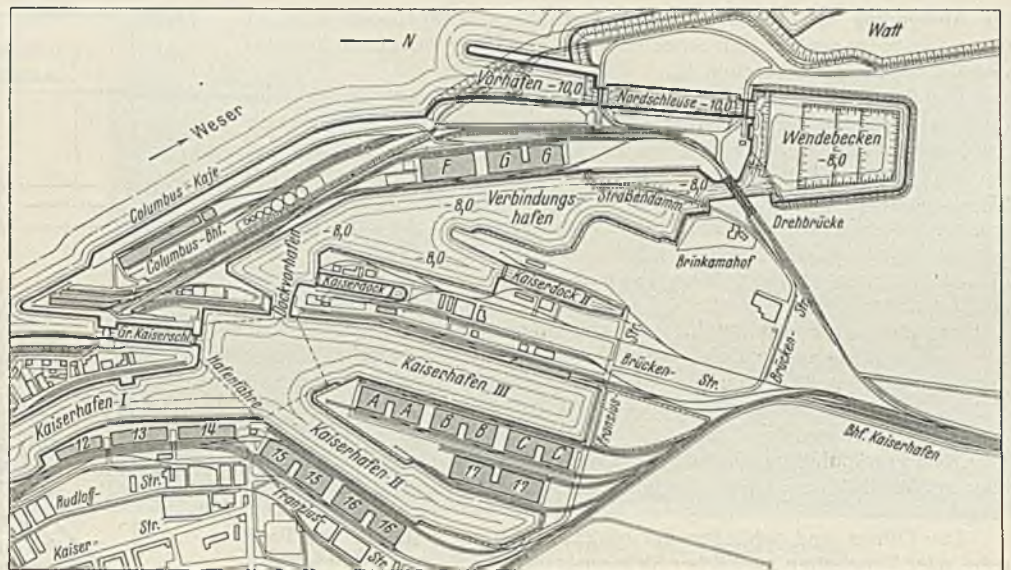 N
Watt
Vorhafen -10,0
Nordschleuse -10,0
Weser
Wendebecken
-8,0
F
G
G
Columbus=Kaje
Columbus-Bhf.
-8,0
Verbindungs
hafen
-8,0
-8,0
Straßendamm
-8,0
Drehbrücke
Brinkamahof
Dockvorhafen
Kaiserdock I
Kaiserdock II
Gr. Kaiserschl.
Str.
Brücken-
Str.
Brücken-
Str.
Hafenfähre
Kaiserhafen III
Franzius-
Kaiserhafen I
A
A
B
B
C
C
Bhf. Kaiserhafen
12
13
14
Kaiserhafen II
15
15
16
16
17
17
Rudloff-
Str.
Franzius-
Str.
Kaiser-
Str.